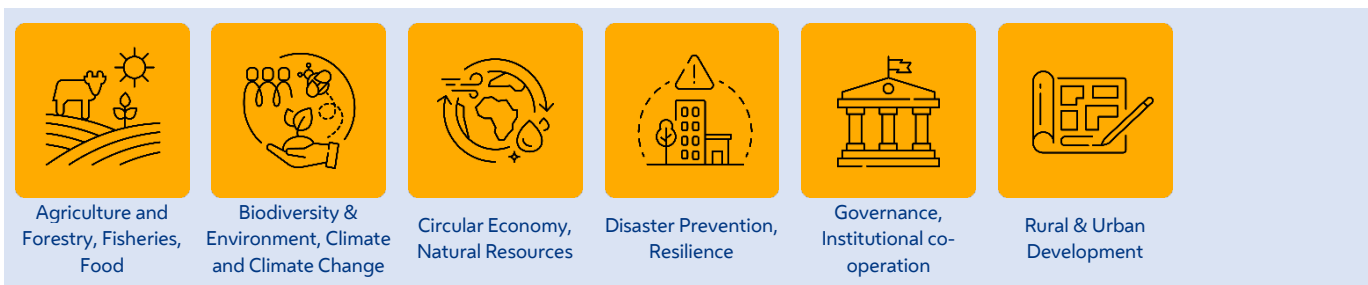 Agriculture and
Forestry, Fisheries,
Food
Biodiversity &
Environment, Climate
and Climate Change
Circular Economy,
Natural Resources
Disaster Prevention,
Resilience
Governance,
Institutional co-
operation
Rural & Urban
Development